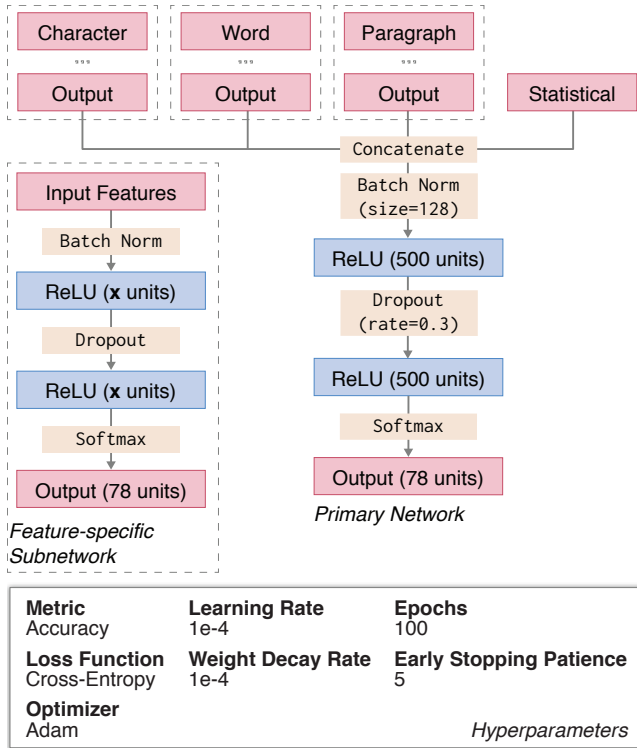 Character Word Paragraph
... ... ...
Output Output Output Statistical
Concatenate
Input Features
Batch Norm
ReLU (x units)
Dropout
ReLU (x units)
Softmax
Output (78 units)
Feature-specific
Subnetwork
Batch Norm
(size=128)
ReLU (500 units)
Dropout
(rate=0.3)
ReLU (500 units)
Softmax
Output (78 units)
Primary Network
Metric Learning Rate Epochs
Accuracy 1e-4 100
Loss Function Weight Decay Rate Early Stopping Patience
Cross-Entropy 1e-4 5
Optimizer
Adam Hyperparameters